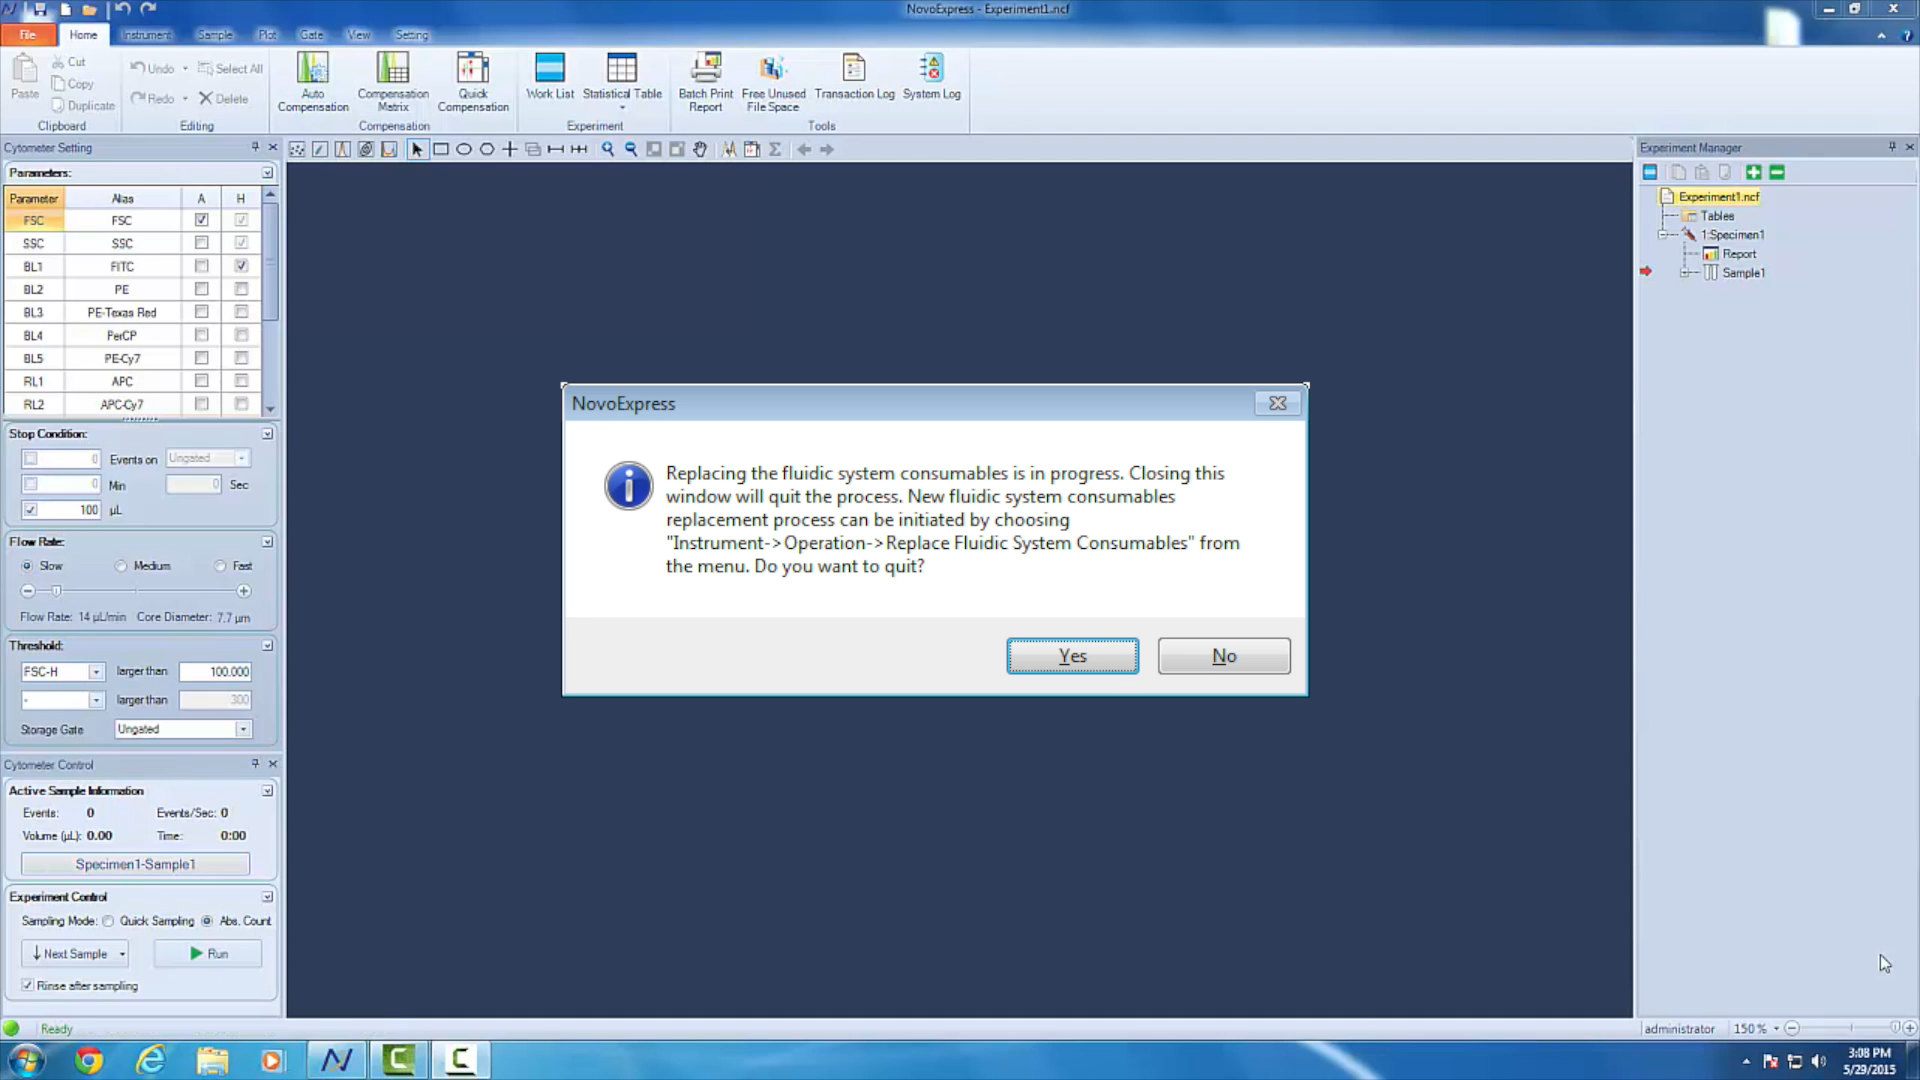 NovoExpress - Experiment1.ncf
File Home Instrument Sample Plot Gate View Setting
Paste Cut Copy Duplicate
Clipboard
Undo Select All
Redo Delete
Editing
Auto Compensation
Compensation Matrix
Quick Compensation
Compensation
Work List Statistical Table
Experiment
Batch Print Report
Free Unused File Space
Transaction Log System Log
Tools
Cytometer Setting
Parameters:
Parameter Alias A H
FSC FSC
SSC SSC
BL1 FITC
BL2 PE
BL3 PE-Texas Red
BL4 PerCP
BL5 PE-Cy7
RL1 APC
RL2 APC-Cy7
Stop Condition:
0 Events on Ungated
0 Min 0 Sec
100 µL
Flow Rate:
Slow Medium Fast
Flow Rate: 14 µL/min Core Diameter: 7.7 µm
Threshold:
FSC-H larger than 100.000
- larger than 300
Storage Gate Ungated
Cytometer Control
Active Sample Information
Events: 0 Events/Sec: 0
Volume (µL): 0.00 Time: 0:00
Specimen1-Sample1
Experiment Control
Sampling Mode: Quick Sampling Abs. Count
Next Sample Run
Rinse after sampling
Ready
NovoExpress
Replacing the fluidic system consumables is in progress. Closing this
window will quit the process. New fluidic system consumables
replacement process can be initiated by choosing
"Instrument->Operation->Replace Fluidic System Consumables" from
the menu. Do you want to quit?
Yes No
Experiment Manager
Experiment1.ncf
Tables
1:Specimen1
Report
Sample1
administrator 150 %
3:08 PM
5/29/2015